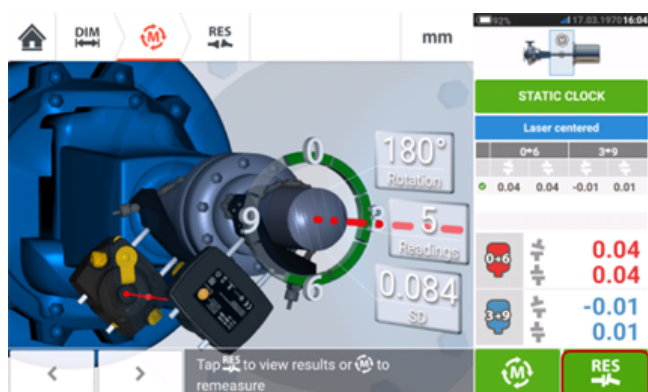 DIM
M
RES
mm
92%
17.03.1970 16:04
STATIC CLOCK
Laser centered
0•6 3•9
0.04 0.04 -0.01 0.01
0
9
3
6
180°
Rotation
5
Readings
0.084
SD
0•6
0.04
0.04
3•9
-0.01
0.01
Tap RES to view results or M to
remeasure
M
RES